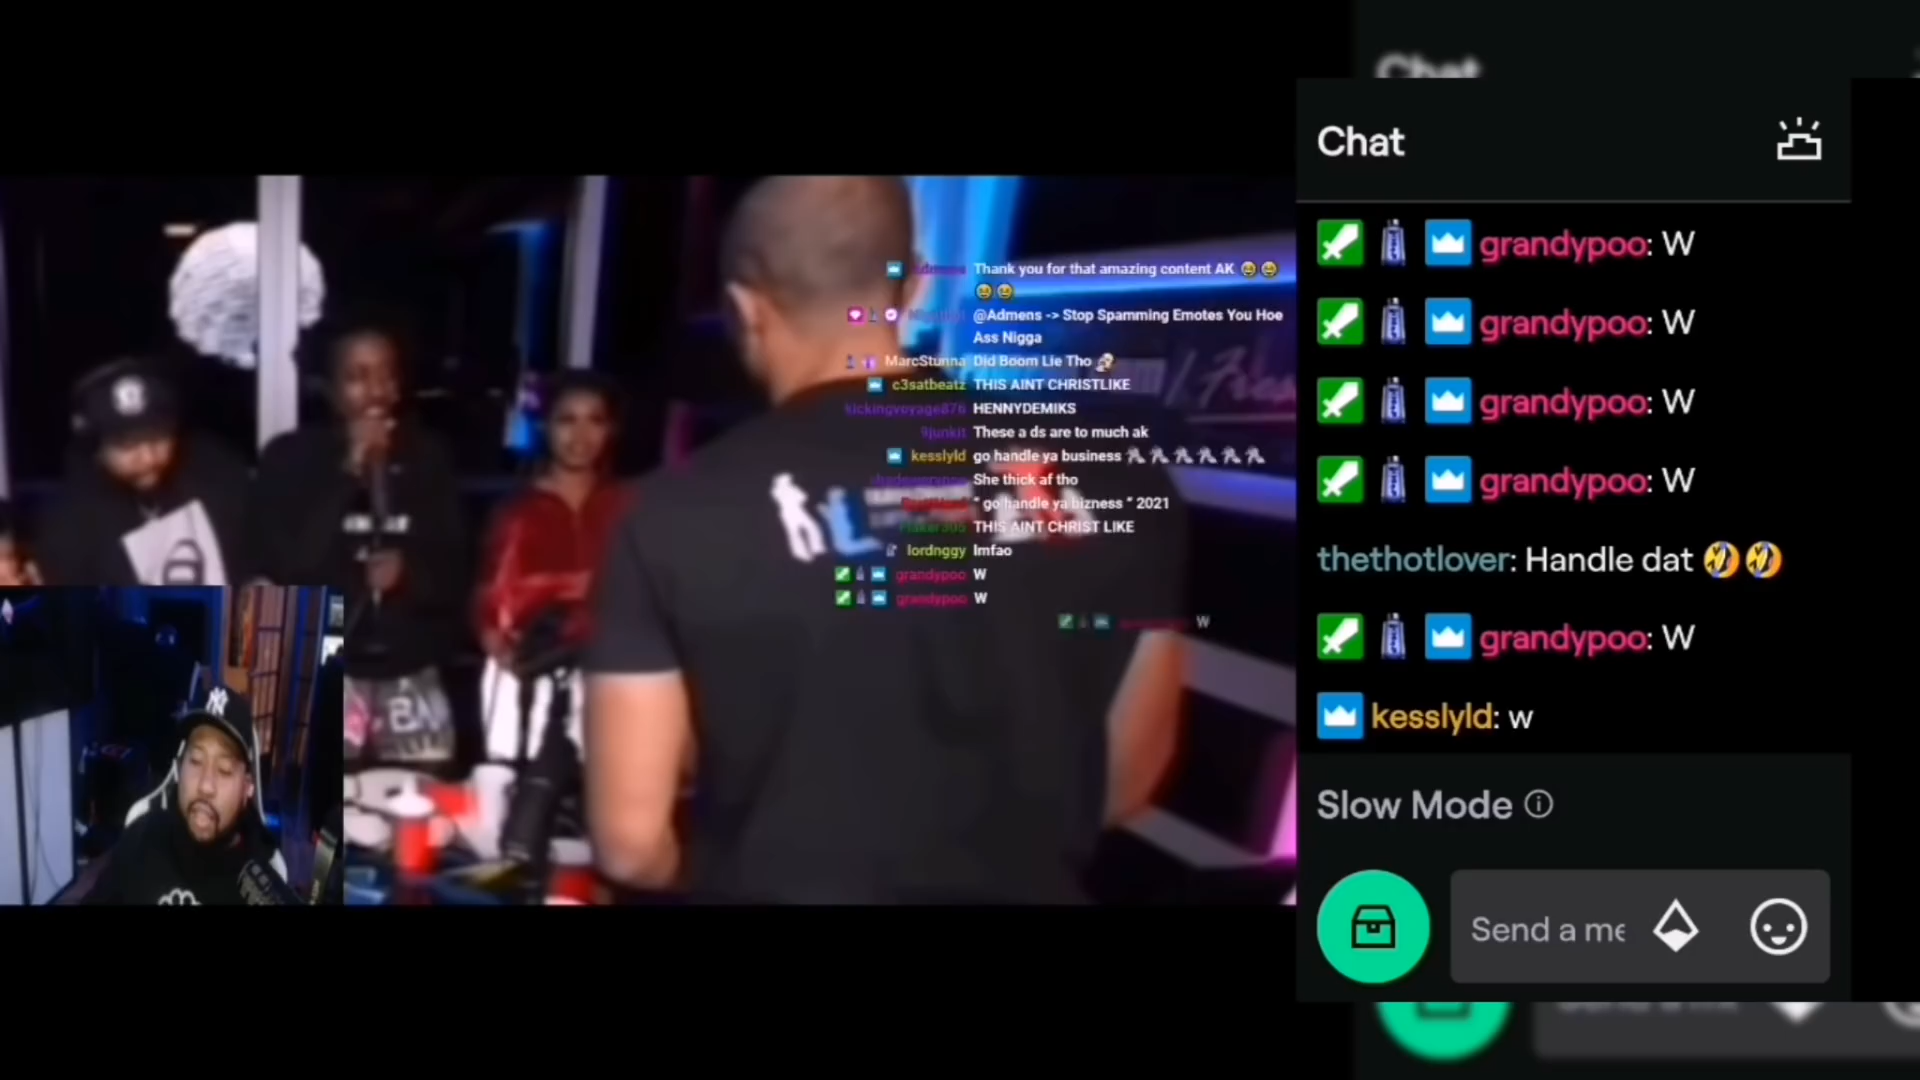 Chat
Thank you for that amazing content AK 😂😂
😂😂
@Admens -> Stop Spamming Emotes You Hoe
Ass Nigga
MarcStunna Did Boom Lie Tho
c3satbeatz THIS AINT CHRISTLIKE
kickingvoyage876 HENNYDEMIKS
9junkit These a ds are to much ak
kesslyld go handle ya business
She thick af tho
" go handle ya bizness " 2021
THIS AINT CHRIST LIKE
lordnggy lmfao
grandypoo W
grandypoo W
W
Chat
grandypoo: W
grandypoo: W
grandypoo: W
grandypoo: W
thethotlover: Handle dat 🤣🤣
grandypoo: W
kesslyld: w
Slow Mode
Send a me